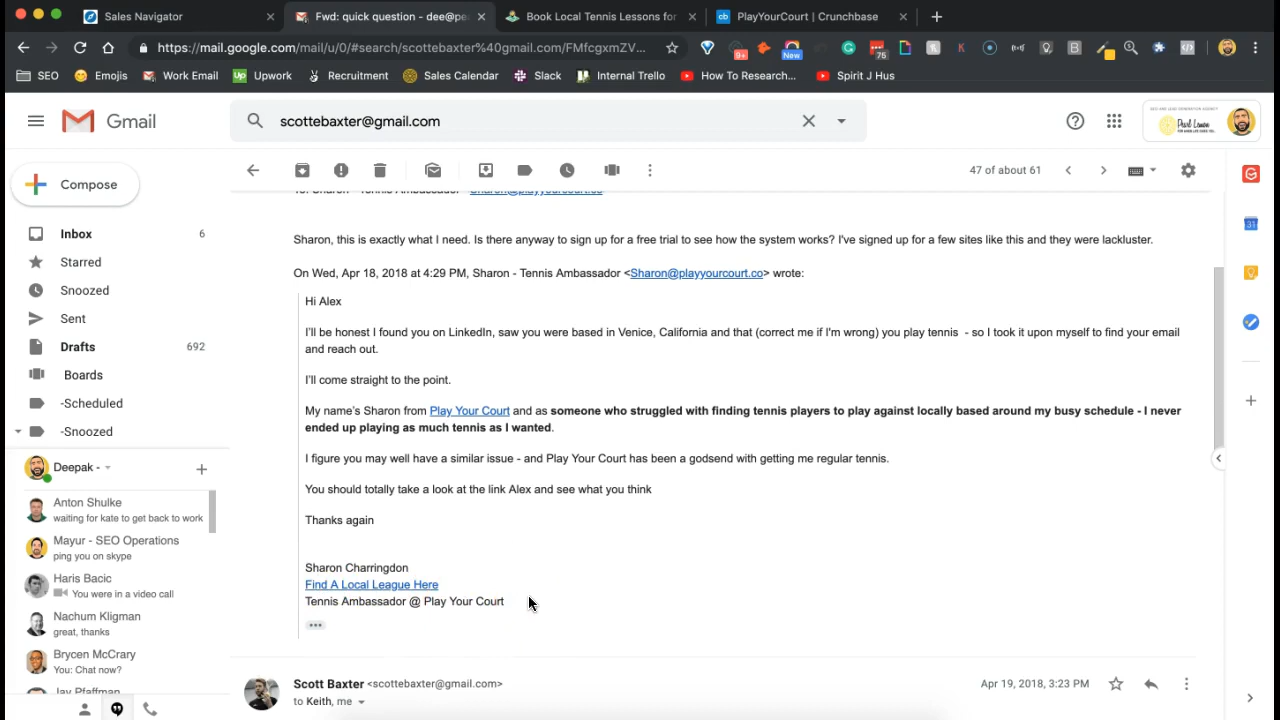 Sales Navigator
Fwd: quick question - dee@pe
Book Local Tennis Lessons for
PlayYourCourt | Crunchbase
https://mail.google.com/mail/u/0/#search/scottebaxter%40gmail.com/FMfcgxmZV...
9+
New
75
SEO
Emojis
Work Email
Upwork
Recruitment
Sales Calendar
Slack
Internal Trello
How To Research...
Spirit J Hus
Gmail
scottebaxter@gmail.com
Compose
47 of about 61
Inbox 6
Starred
Snoozed
Sent
Drafts 692
Boards
-Scheduled
-Snoozed
Deepak -
Anton Shulke
waiting for kate to get back to work
Mayur - SEO Operations
ping you on skype
Haris Bacic
You were in a video call
Nachum Kligman
great, thanks
Brycen McCrary
You: Chat now?
Jay Pfaffman
To: Sharon - Tennis Ambassador <Sharon@playyourcourt.co>
Sharon, this is exactly what I need. Is there anyway to sign up for a free trial to see how the system works? I've signed up for a few sites like this and they were lackluster.
On Wed, Apr 18, 2018 at 4:29 PM, Sharon - Tennis Ambassador <Sharon@playyourcourt.co> wrote:
Hi Alex
I'll be honest I found you on LinkedIn, saw you were based in Venice, California and that (correct me if I'm wrong) you play tennis - so I took it upon myself to find your email
and reach out.
I'll come straight to the point.
My name's Sharon from Play Your Court and as someone who struggled with finding tennis players to play against locally based around my busy schedule - I never
ended up playing as much tennis as I wanted.
I figure you may well have a similar issue - and Play Your Court has been a godsend with getting me regular tennis.
You should totally take a look at the link Alex and see what you think
Thanks again
Sharon Charringdon
Find A Local League Here
Tennis Ambassador @ Play Your Court
Scott Baxter <scottebaxter@gmail.com>
Apr 19, 2018, 3:23 PM
to Keith, me